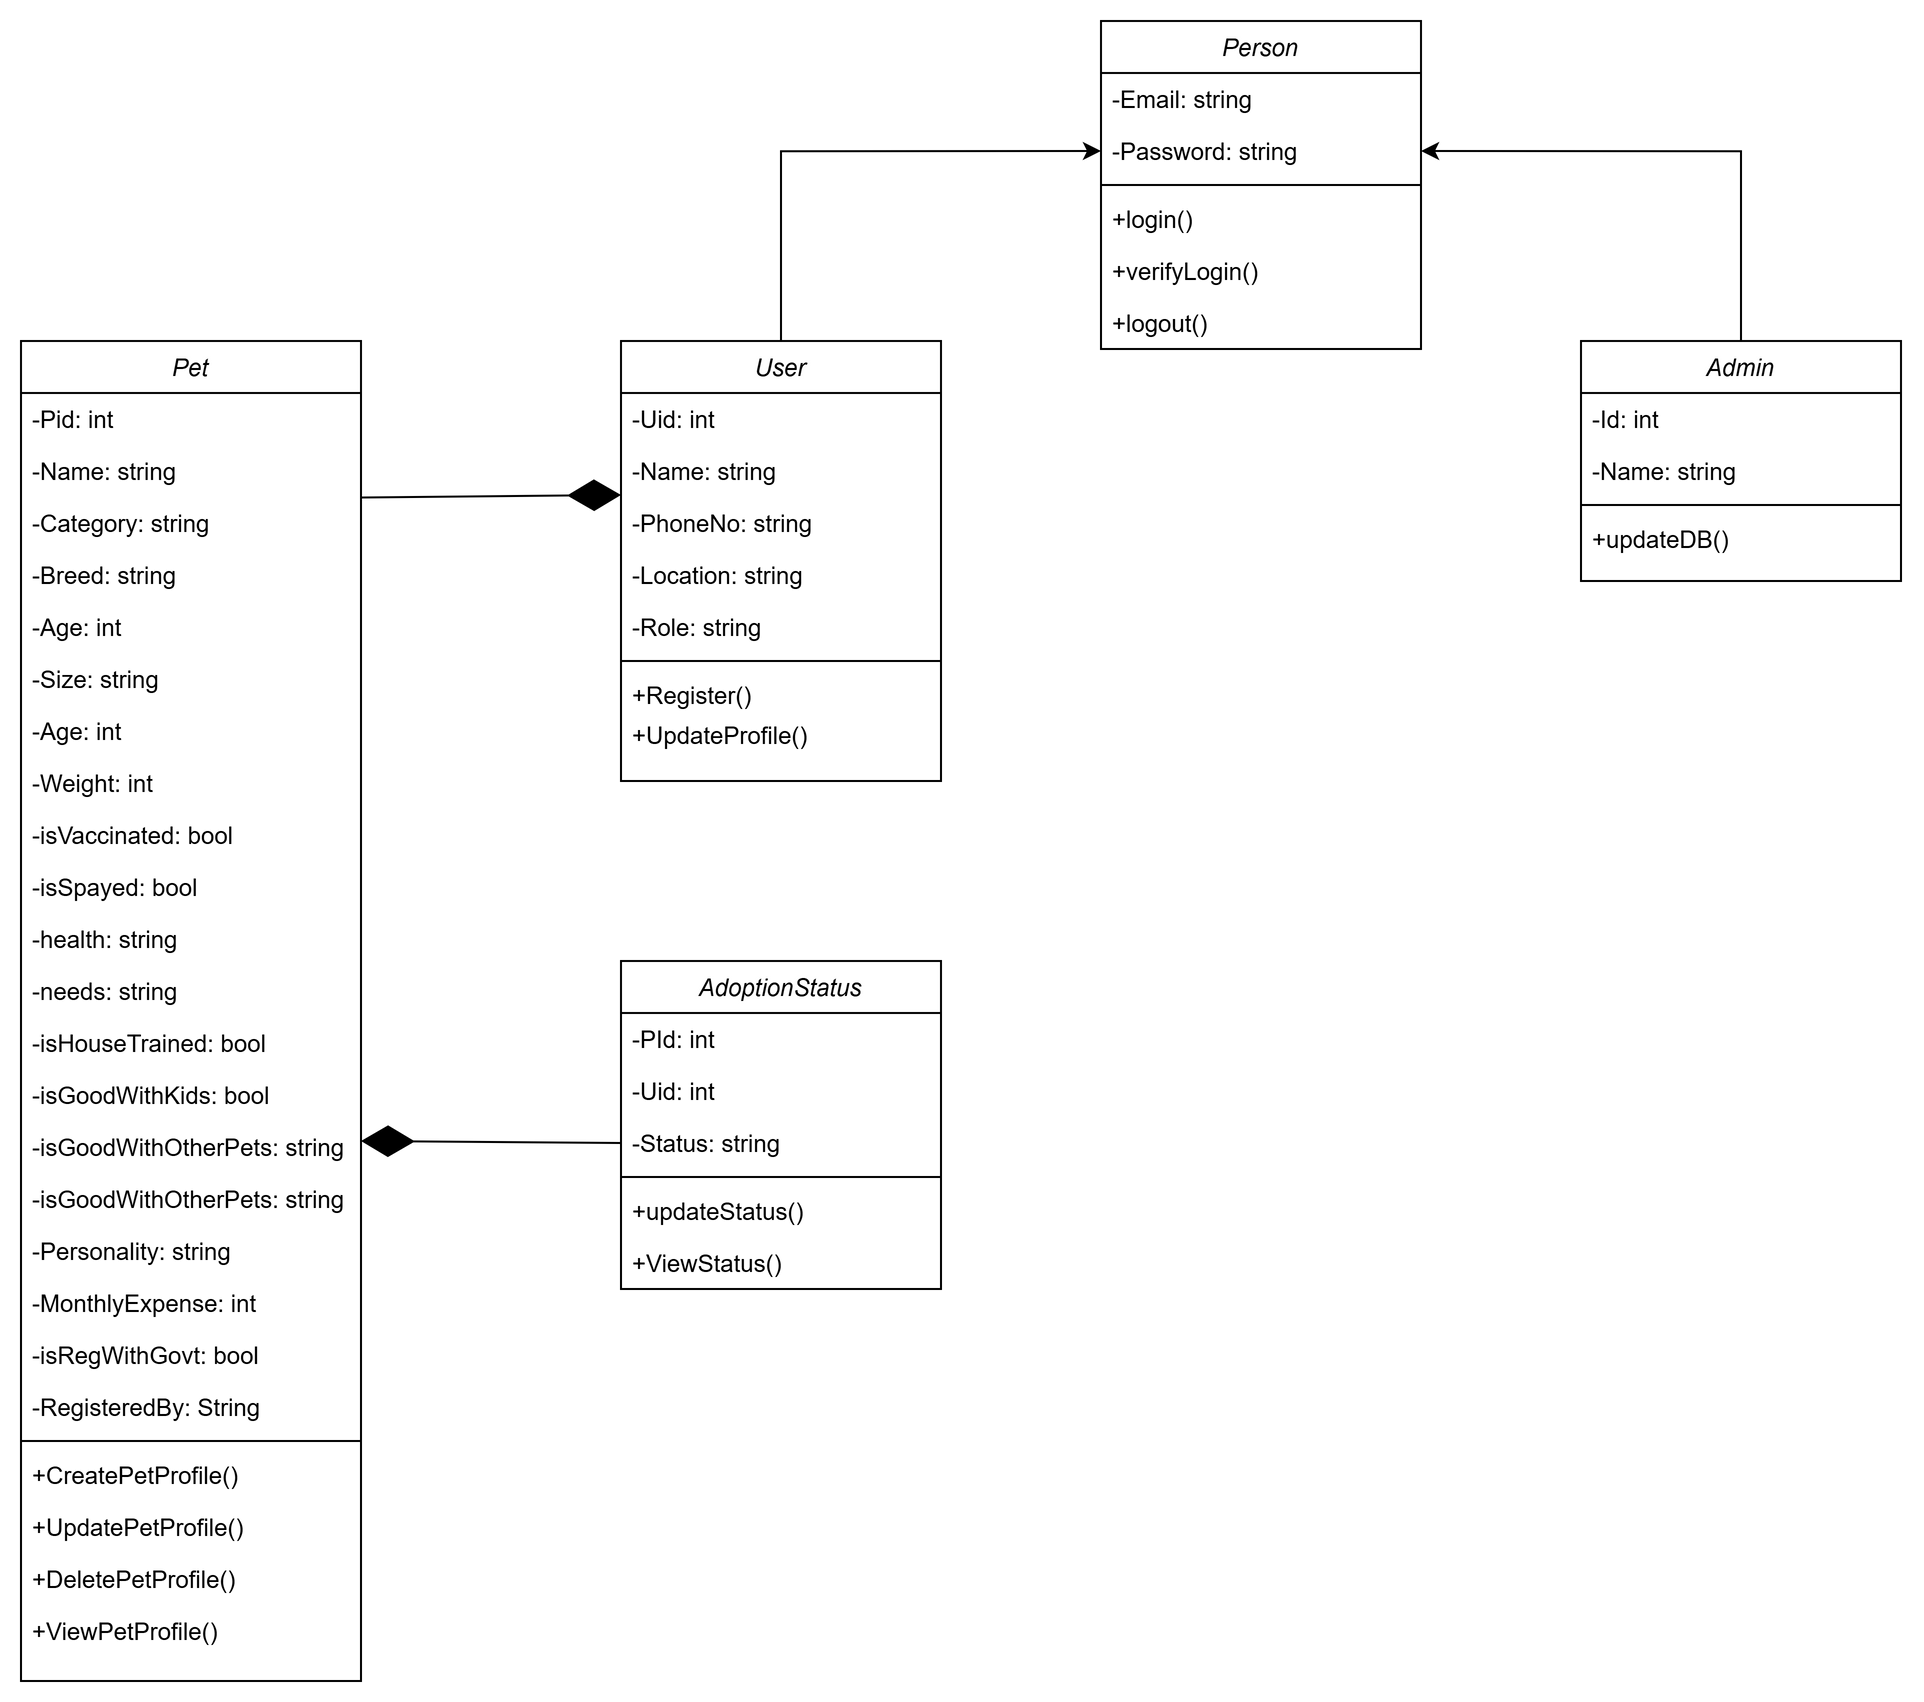 Person
-Email: string
-Password: string
+login()
+verifyLogin()
+logout()
Pet
-Pid: int
-Name: string
-Category: string
-Breed: string
-Age: int
-Size: string
-Age: int
-Weight: int
-isVaccinated: bool
-isSpayed: bool
-health: string
-needs: string
-isHouseTrained: bool
-isGoodWithKids: bool
-isGoodWithOtherPets: string
-isGoodWithOtherPets: string
-Personality: string
-MonthlyExpense: int
-isRegWithGovt: bool
-RegisteredBy: String
+CreatePetProfile()
+UpdatePetProfile()
+DeletePetProfile()
+ViewPetProfile()
User
-Uid: int
-Name: string
-PhoneNo: string
-Location: string
-Role: string
+Register()
+UpdateProfile()
Admin
-Id: int
-Name: string
+updateDB()
AdoptionStatus
-PId: int
-Uid: int
-Status: string
+updateStatus()
+ViewStatus()